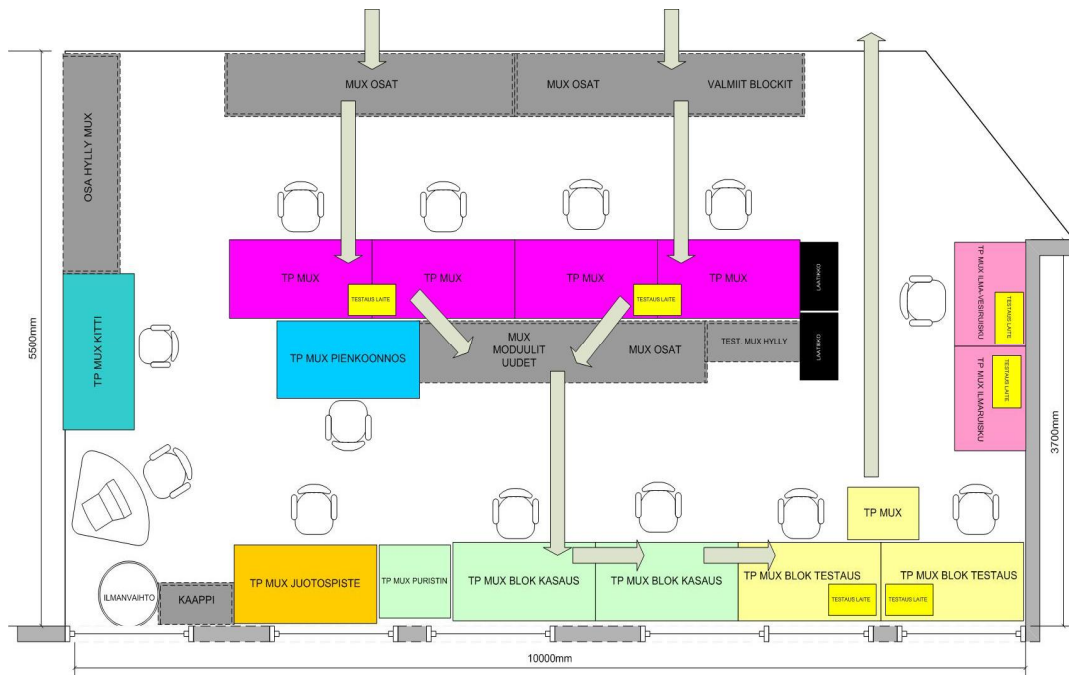 MUX OSAT
MUX OSAT
VALMIIT BLOCKIT
OSA HYLLY MUX
5500mm
TP MUX
TP MUX
TP MUX
TP MUX
TESTAUS LAITE
TESTAUS LAITE
LAATIKKO
LAATIKKO
TP MUX ILMA-VESIRUISKU
TESTAUS LAITE
TP MUX ILMARUISKU
TESTAUS LAITE
3700mm
TP MUX KITTI
TP MUX PIENKOONNOS
MUX
MODUULIT
UUDET
MUX OSAT
TEST. MUX HYLLY
TP MUX
ILMANVAIHTO
KAAPPI
TP MUX JUOTOSPISTE
TP MUX PURISTIN
TP MUX BLOK KASAUS
TP MUX BLOK KASAUS
TP MUX BLOK TESTAUS
TESTAUS LAITE
TP MUX BLOK TESTAUS
TESTAUS LAITE
10000mm